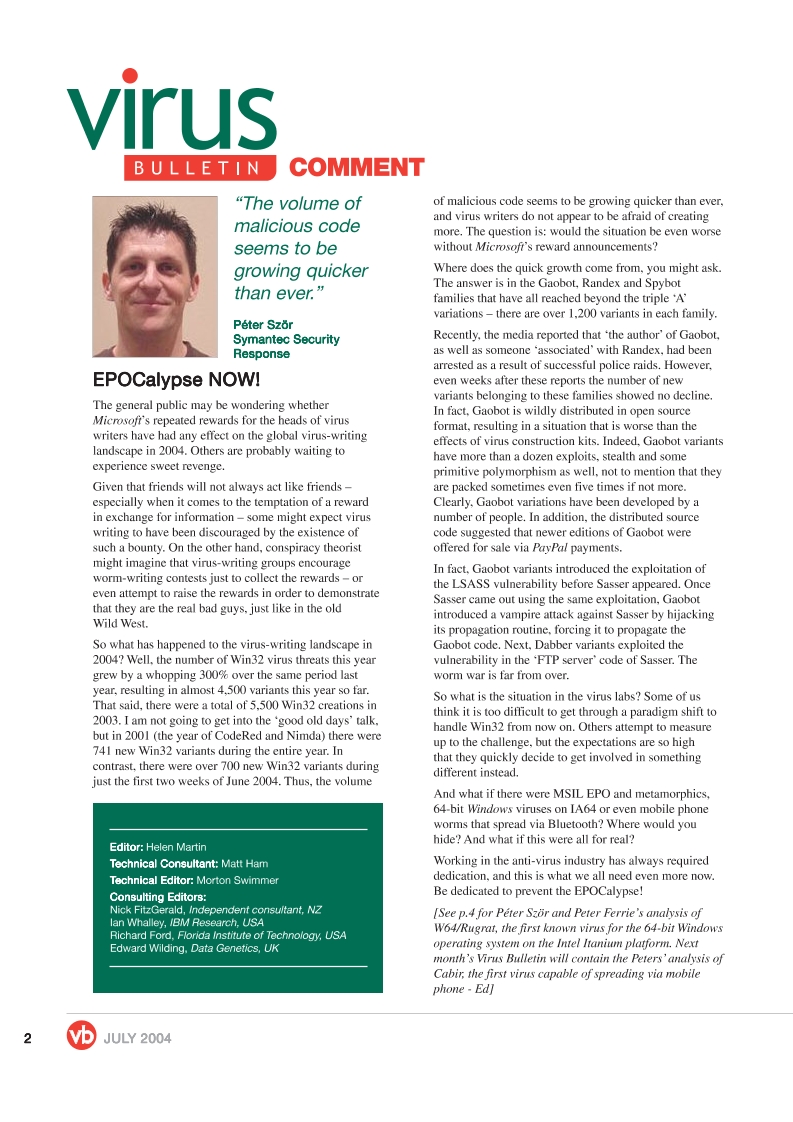 virus
BULLETIN COMMENT
“The volume of
malicious code
seems to be
growing quicker
than ever.”
Péter Ször
Symantec Security
Response
EPOCalypse NOW!
The general public may be wondering whether
Microsoft’s repeated rewards for the heads of virus
writers have had any effect on the global virus-writing
landscape in 2004. Others are probably waiting to
experience sweet revenge.
Given that friends will not always act like friends –
especially when it comes to the temptation of a reward
in exchange for information – some might expect virus
writing to have been discouraged by the existence of
such a bounty. On the other hand, conspiracy theorist
might imagine that virus-writing groups encourage
worm-writing contests just to collect the rewards – or
even attempt to raise the rewards in order to demonstrate
that they are the real bad guys, just like in the old
Wild West.
So what has happened to the virus-writing landscape in
2004? Well, the number of Win32 virus threats this year
grew by a whopping 300% over the same period last
year, resulting in almost 4,500 variants this year so far.
That said, there were a total of 5,500 Win32 creations in
2003. I am not going to get into the ‘good old days’ talk,
but in 2001 (the year of CodeRed and Nimda) there were
741 new Win32 variants during the entire year. In
contrast, there were over 700 new Win32 variants during
just the first two weeks of June 2004. Thus, the volume
Editor: Helen Martin
Technical Consultant: Matt Ham
Technical Editor: Morton Swimmer
Consulting Editors:
Nick FitzGerald, Independent consultant, NZ
Ian Whalley, IBM Research, USA
Richard Ford, Florida Institute of Technology, USA
Edward Wilding, Data Genetics, UK
of malicious code seems to be growing quicker than ever,
and virus writers do not appear to be afraid of creating
more. The question is: would the situation be even worse
without Microsoft’s reward announcements?
Where does the quick growth come from, you might ask.
The answer is in the Gaobot, Randex and Spybot
families that have all reached beyond the triple ‘A’
variations – there are over 1,200 variants in each family.
Recently, the media reported that ‘the author’ of Gaobot,
as well as someone ‘associated’ with Randex, had been
arrested as a result of successful police raids. However,
even weeks after these reports the number of new
variants belonging to these families showed no decline.
In fact, Gaobot is wildly distributed in open source
format, resulting in a situation that is worse than the
effects of virus construction kits. Indeed, Gaobot variants
have more than a dozen exploits, stealth and some
primitive polymorphism as well, not to mention that they
are packed sometimes even five times if not more.
Clearly, Gaobot variations have been developed by a
number of people. In addition, the distributed source
code suggested that newer editions of Gaobot were
offered for sale via PayPal payments.
In fact, Gaobot variants introduced the exploitation of
the LSASS vulnerability before Sasser appeared. Once
Sasser came out using the same exploitation, Gaobot
introduced a vampire attack against Sasser by hijacking
its propagation routine, forcing it to propagate the
Gaobot code. Next, Dabber variants exploited the
vulnerability in the ‘FTP server’ code of Sasser. The
worm war is far from over.
So what is the situation in the virus labs? Some of us
think it is too difficult to get through a paradigm shift to
handle Win32 from now on. Others attempt to measure
up to the challenge, but the expectations are so high
that they quickly decide to get involved in something
different instead.
And what if there were MSIL EPO and metamorphics,
64-bit Windows viruses on IA64 or even mobile phone
worms that spread via Bluetooth? Where would you
hide? And what if this were all for real?
Working in the anti-virus industry has always required
dedication, and this is what we all need even more now.
Be dedicated to prevent the EPOCalypse!
[See p.4 for Péter Ször and Peter Ferrie’s analysis of
W64/Rugrat, the first known virus for the 64-bit Windows
operating system on the Intel Itanium platform. Next
month’s Virus Bulletin will contain the Peters’ analysis of
Cabir, the first virus capable of spreading via mobile
phone - Ed]
2 vb JULY 2004